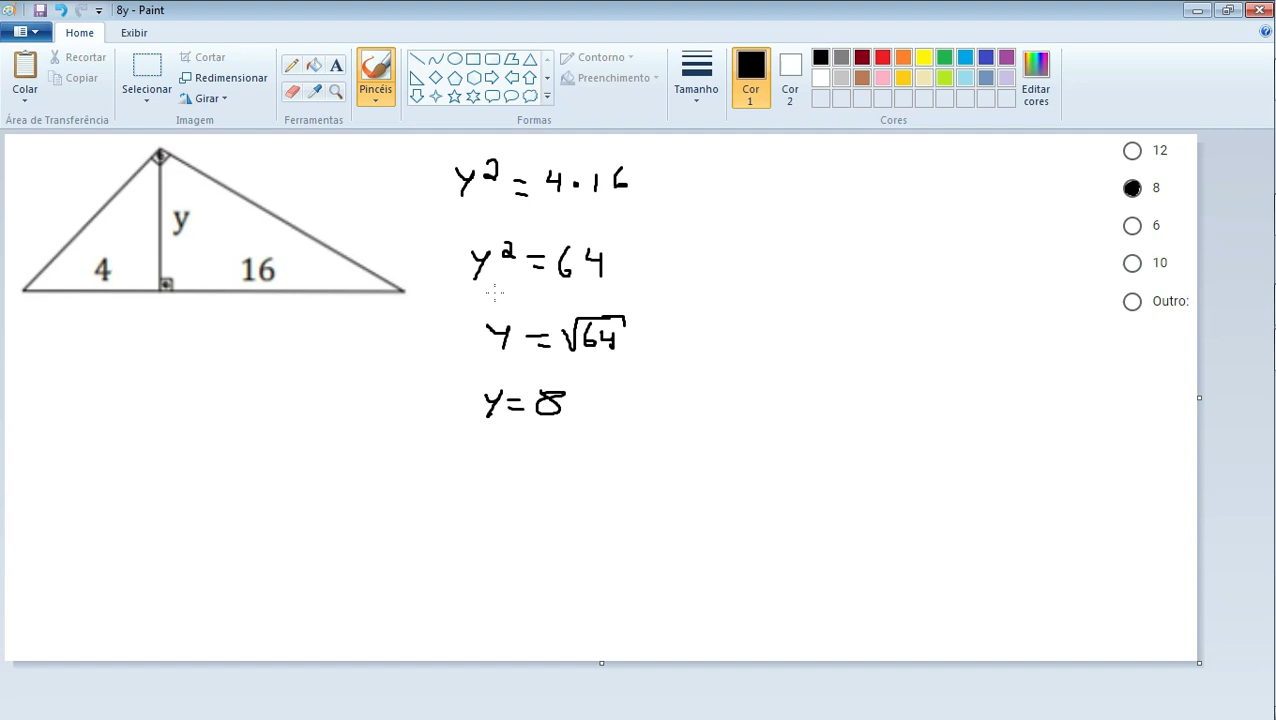 8y - Paint
Home Exibir
Colar
Recortar
Copiar
Área de Transferência
Selecionar
Cortar
Redimensionar
Girar
Imagem
A
Ferramentas
Pincéis
Contorno
Preenchimento
Formas
Tamanho
Cor 1
Cor 2
Editar cores
Cores
y
4 16
y² = 4 · 16
y² = 64
y = √64
y = 8
12
8
6
10
Outro: